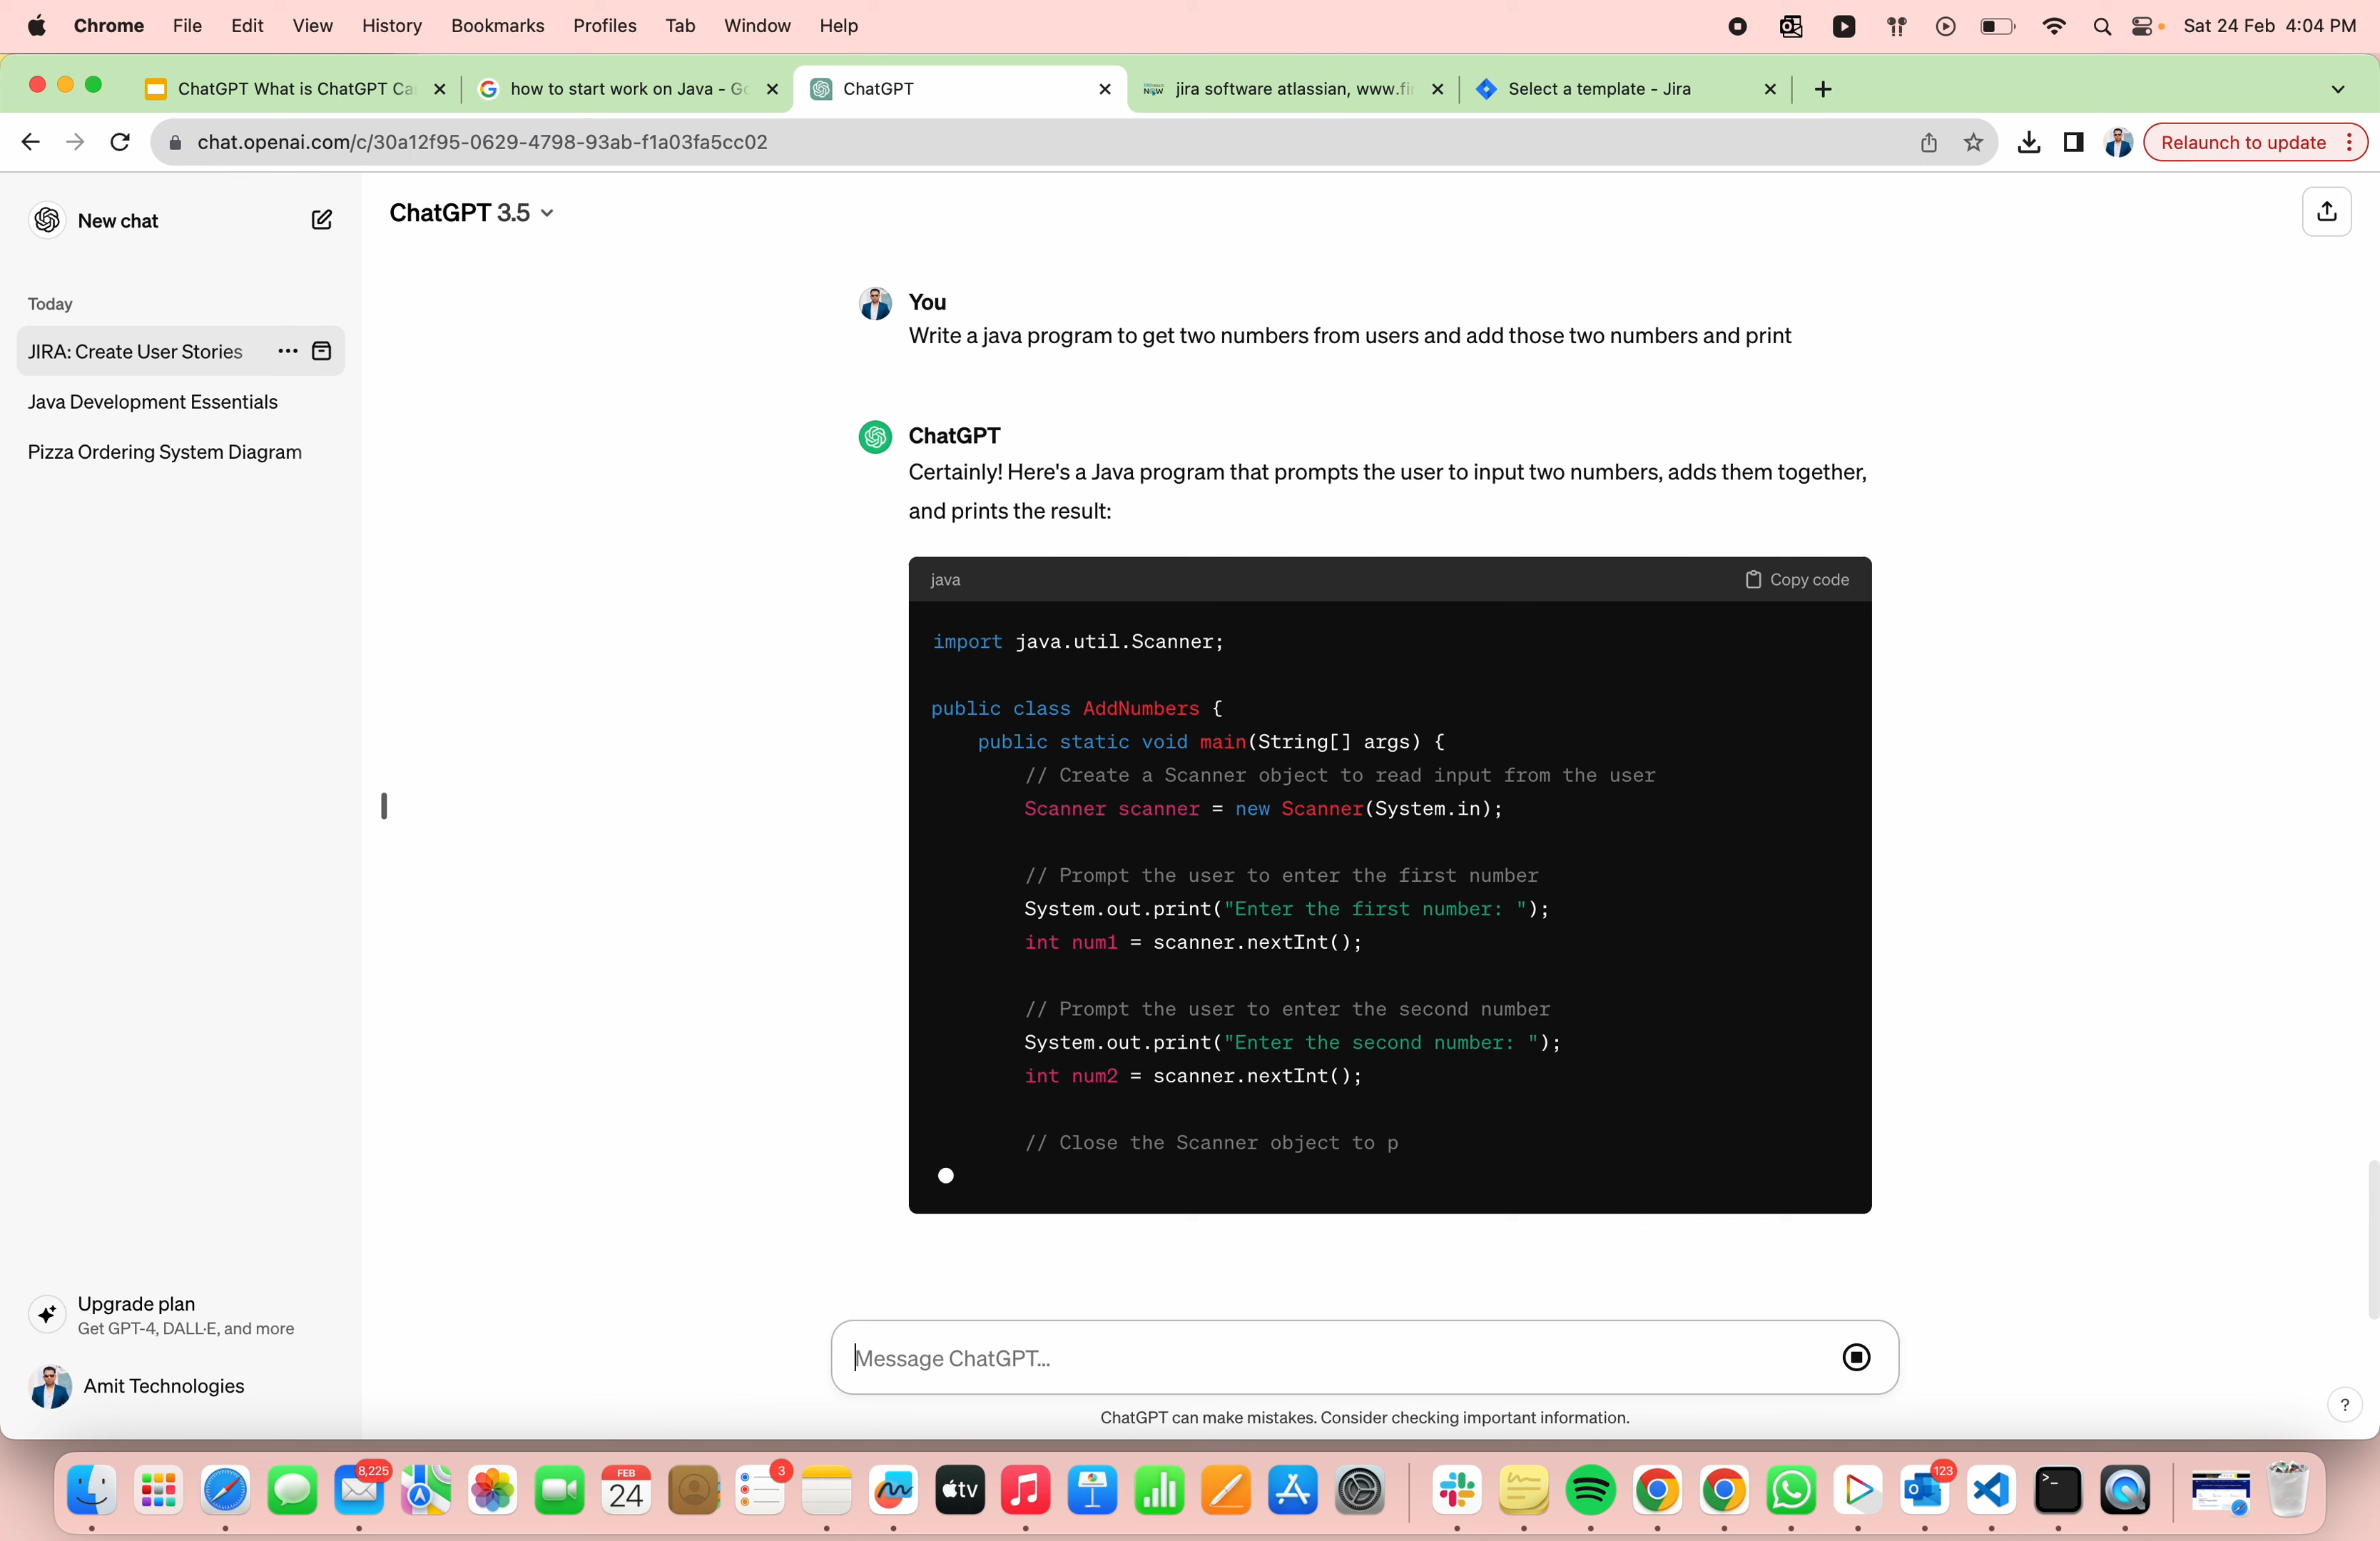 Chrome File Edit View History Bookmarks Profiles Tab Window Help Sat 24 Feb 4:04 PM
ChatGPT What is ChatGPT Ca how to start work on Java - Go ChatGPT jira software atlassian, www.fi Select a template - Jira
chat.openai.com/c/30a12f95-0629-4798-93ab-f1a03fa5cc02 Relaunch to update
New chat
ChatGPT 3.5
Today
JIRA: Create User Stories
Java Development Essentials
Pizza Ordering System Diagram
You
Write a java program to get two numbers from users and add those two numbers and print
ChatGPT
Certainly! Here's a Java program that prompts the user to input two numbers, adds them together,
and prints the result:
java Copy code
import java.util.Scanner;
public class AddNumbers {
public static void main(String[] args) {
// Create a Scanner object to read input from the user
Scanner scanner = new Scanner(System.in);
// Prompt the user to enter the first number
System.out.print("Enter the first number: ");
int num1 = scanner.nextInt();
// Prompt the user to enter the second number
System.out.print("Enter the second number: ");
int num2 = scanner.nextInt();
// Close the Scanner object to p
Upgrade plan
Get GPT-4, DALL·E, and more
Amit Technologies
Message ChatGPT...
ChatGPT can make mistakes. Consider checking important information.
?
8,225
FEB
24
3
tv
123